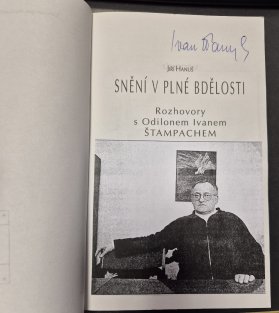 JIŘÍ HANUŠ
SNĚNÍ V PLNÉ BDĚLOSTI
Rozhovory
s Odilonem Ivanem
ŠTAMPACHEM